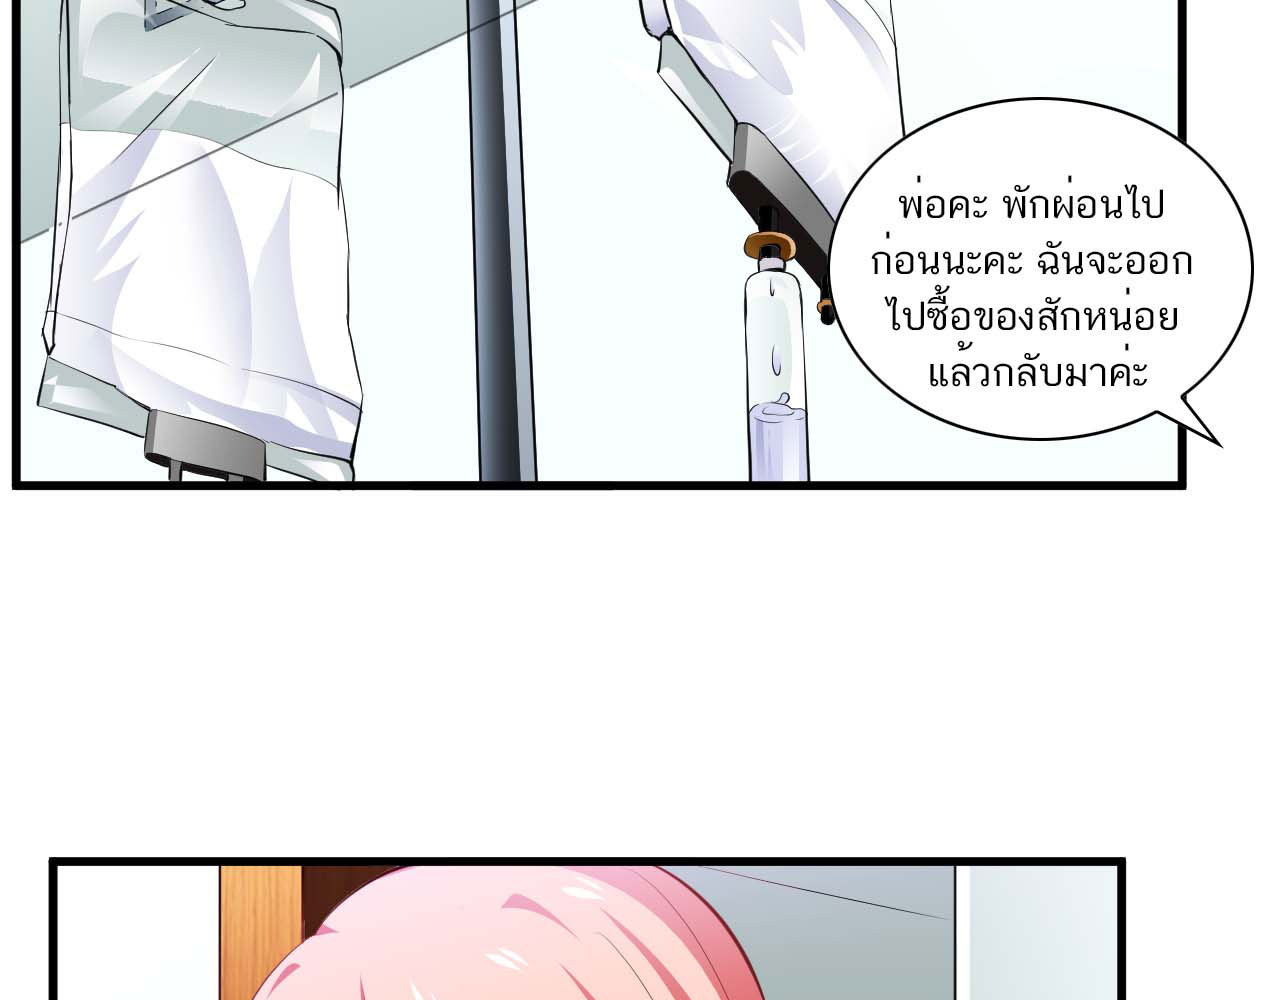 พ่อคะ พักผ่อนไป
ก่อนนะคะ ฉันจะออก
ไปซื้อของสักหน่อย
แล้วกลับมาค่ะ